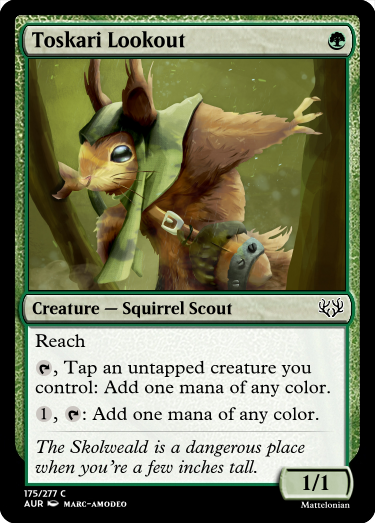 Toskari Lookout
Creature — Squirrel Scout
Reach
, Tap an untapped creature you
control: Add one mana of any color.
1, : Add one mana of any color.
The Skolweald is a dangerous place
when you're a few inches tall.
1/1
175/277 C
AUR MARC-AMODEO
Mattelonian